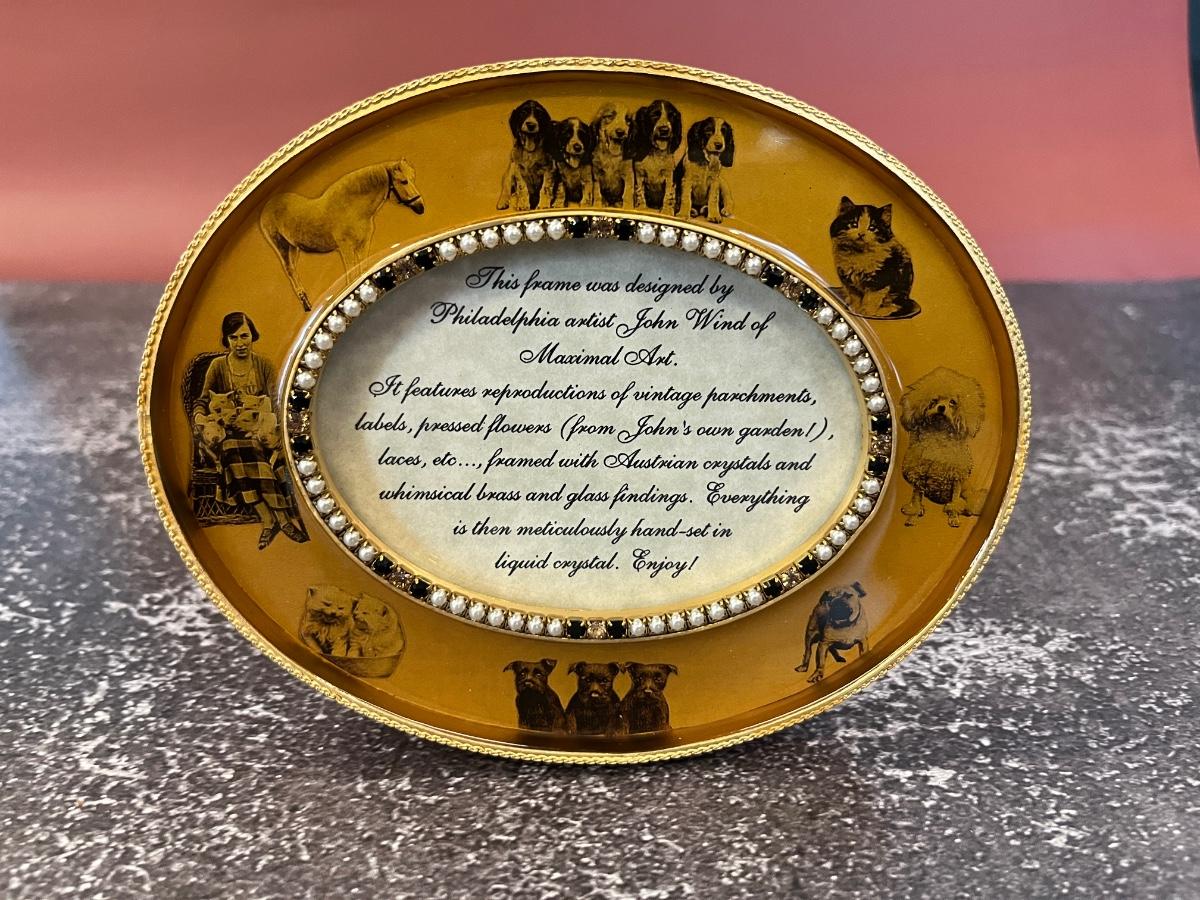 This frame was designed by
Philadelphia artist John Wind of
Maximal Art.
It features reproductions of vintage parchments,
labels, pressed flowers (from John's own garden!),
laces, etc..., framed with Austrian crystals and
whimsical brass and glass findings. Everything
is then meticulously hand-set in
liquid crystal. Enjoy!